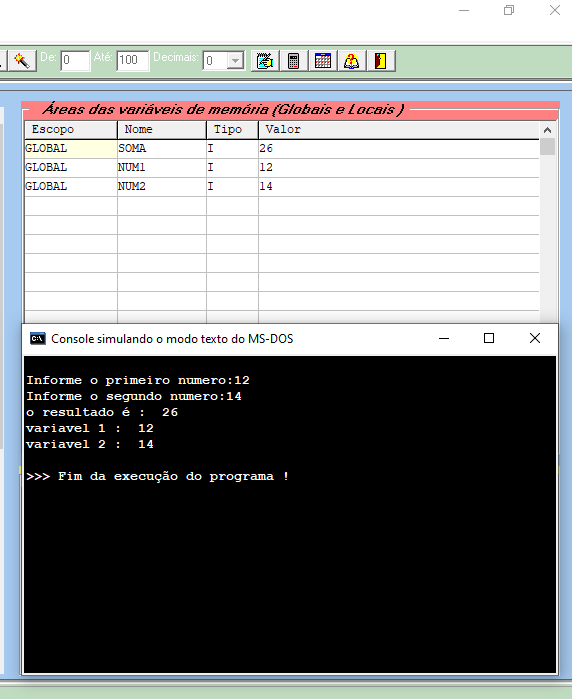 De: 0 Até: 100 Decimais: 0
Áreas das variáveis de memória (Globais e Locais )
Escopo Nome Tipo Valor
GLOBAL SOMA I 26
GLOBAL NUM1 I 12
GLOBAL NUM2 I 14
C:\ Console simulando o modo texto do MS-DOS
Informe o primeiro numero:12
Informe o segundo numero:14
o resultado é :  26
variavel 1 :  12
variavel 2 :  14
>>> Fim da execução do programa !